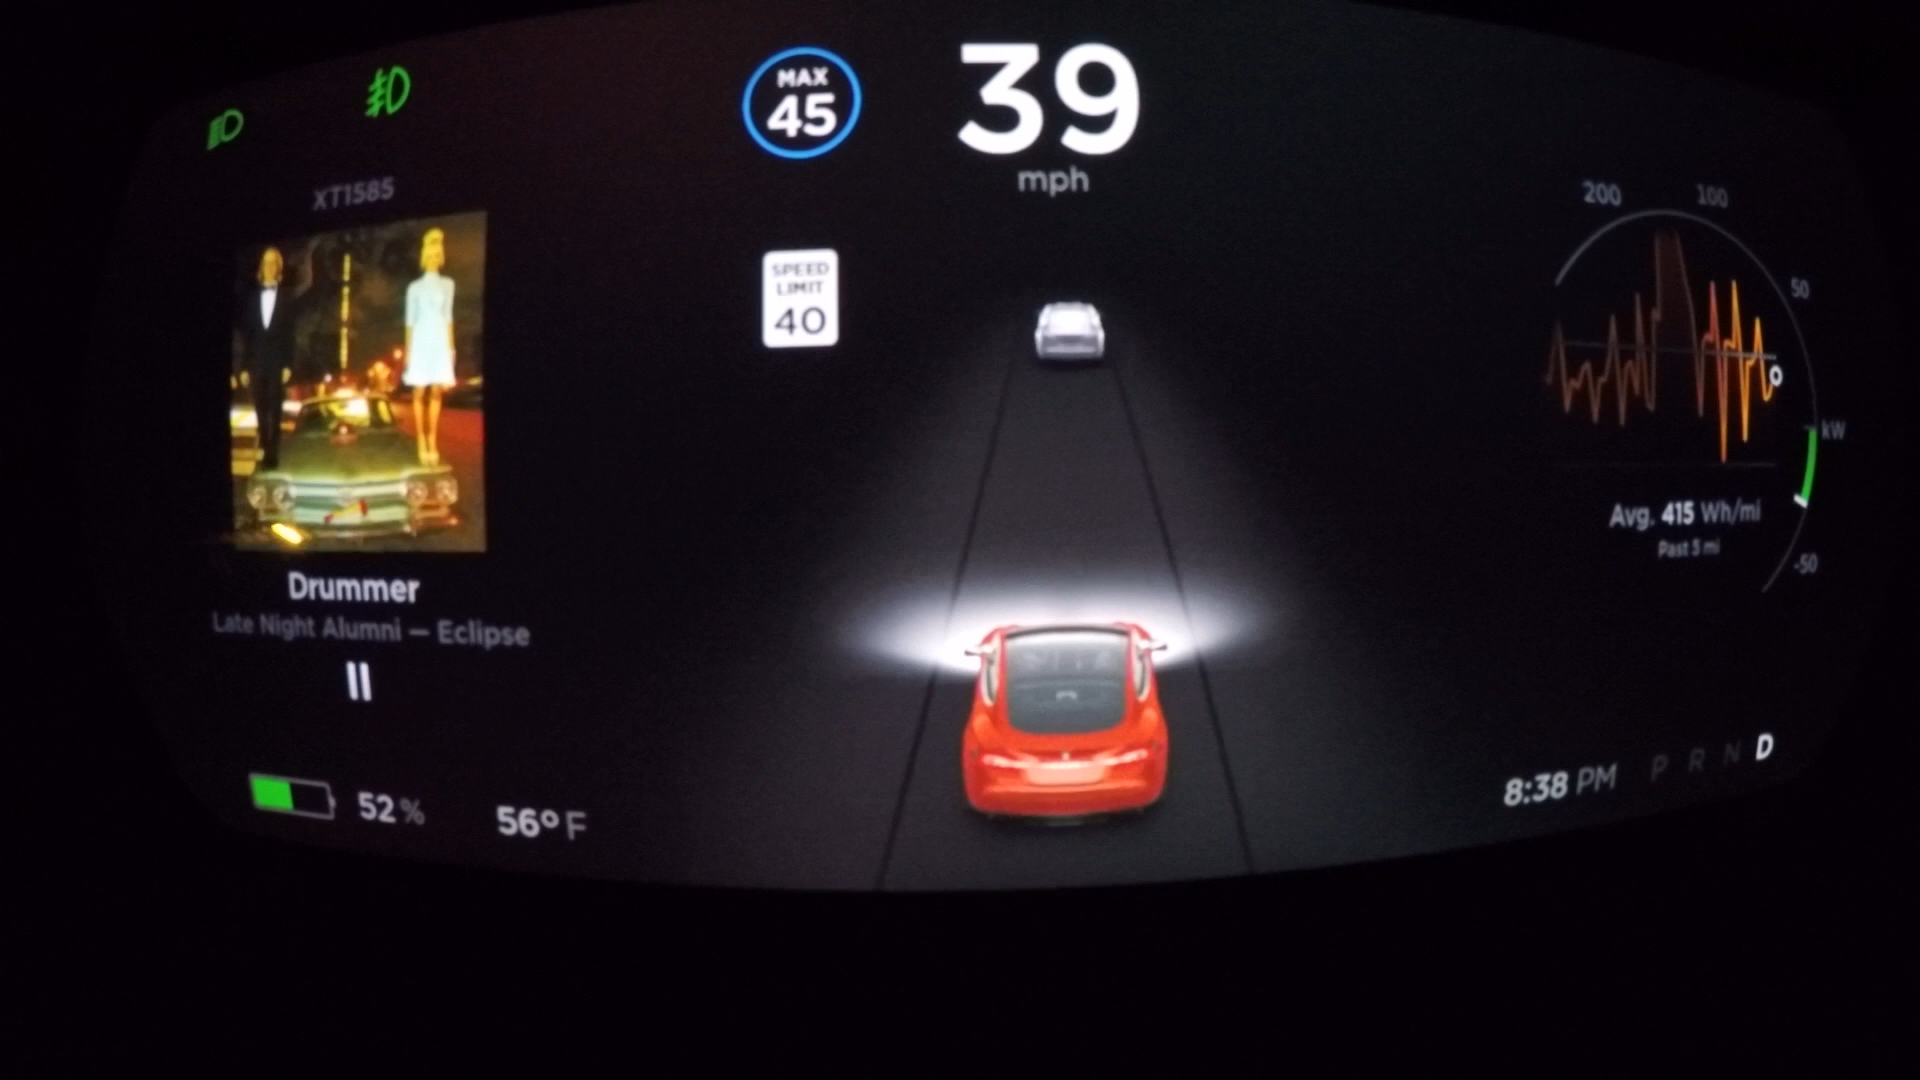 MAX
45
39
mph
XT1585
SPEED
LIMIT
40
200
100
50
kW
-50
Avg. 415 Wh/mi
Past 5 mi
Drummer
Late Night Alumni — Eclipse
52 %
56° F
8:38 PM
P R N D